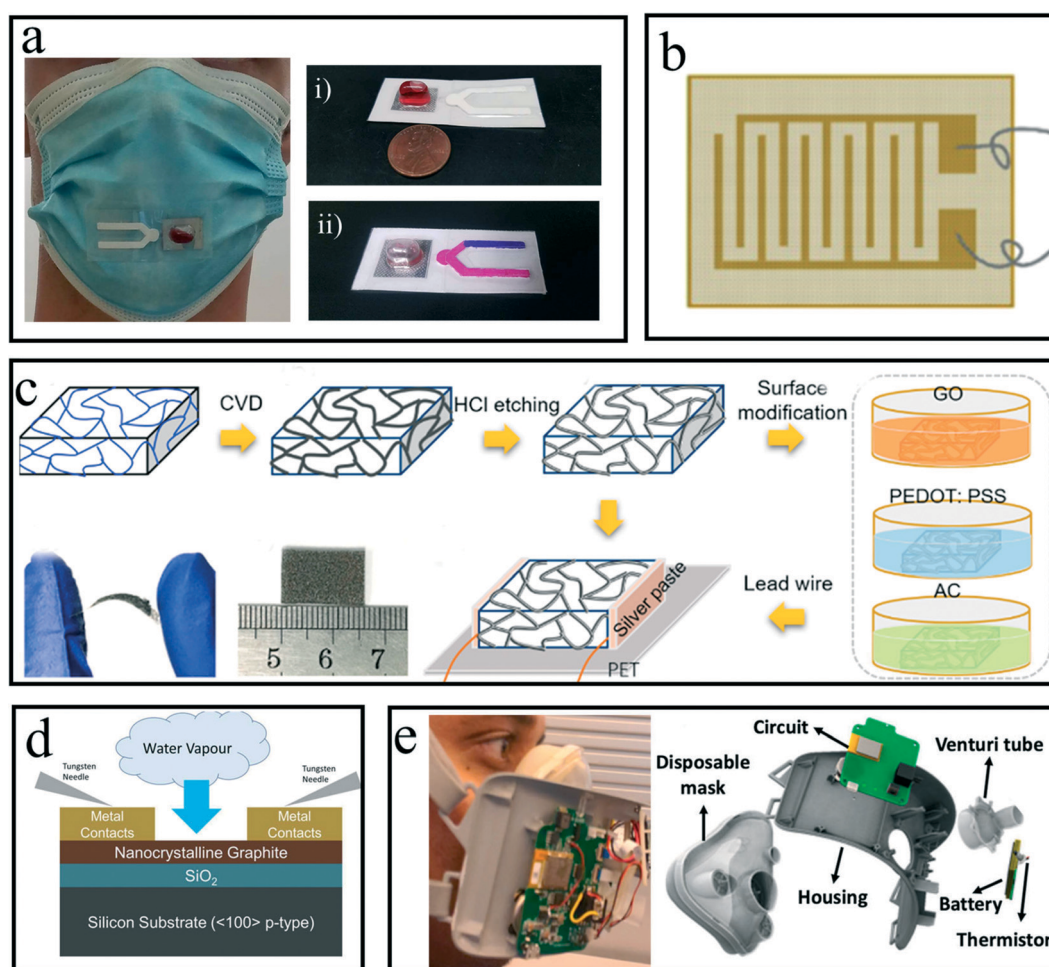 a
i)
ii)
b
c
CVD
HCl etching
Surface
modification
GO
PEDOT: PSS
AC
Lead wire
Silver paste
PET
5 6 7
d
Water Vapour
Tungsten
Needle
Tungsten
Needle
Metal
Contacts
Metal
Contacts
Nanocrystalline Graphite
SiO₂
Silicon Substrate (<100> p-type)
e
Circuit
Venturi tube
Disposable
mask
Housing
Battery
Thermistor